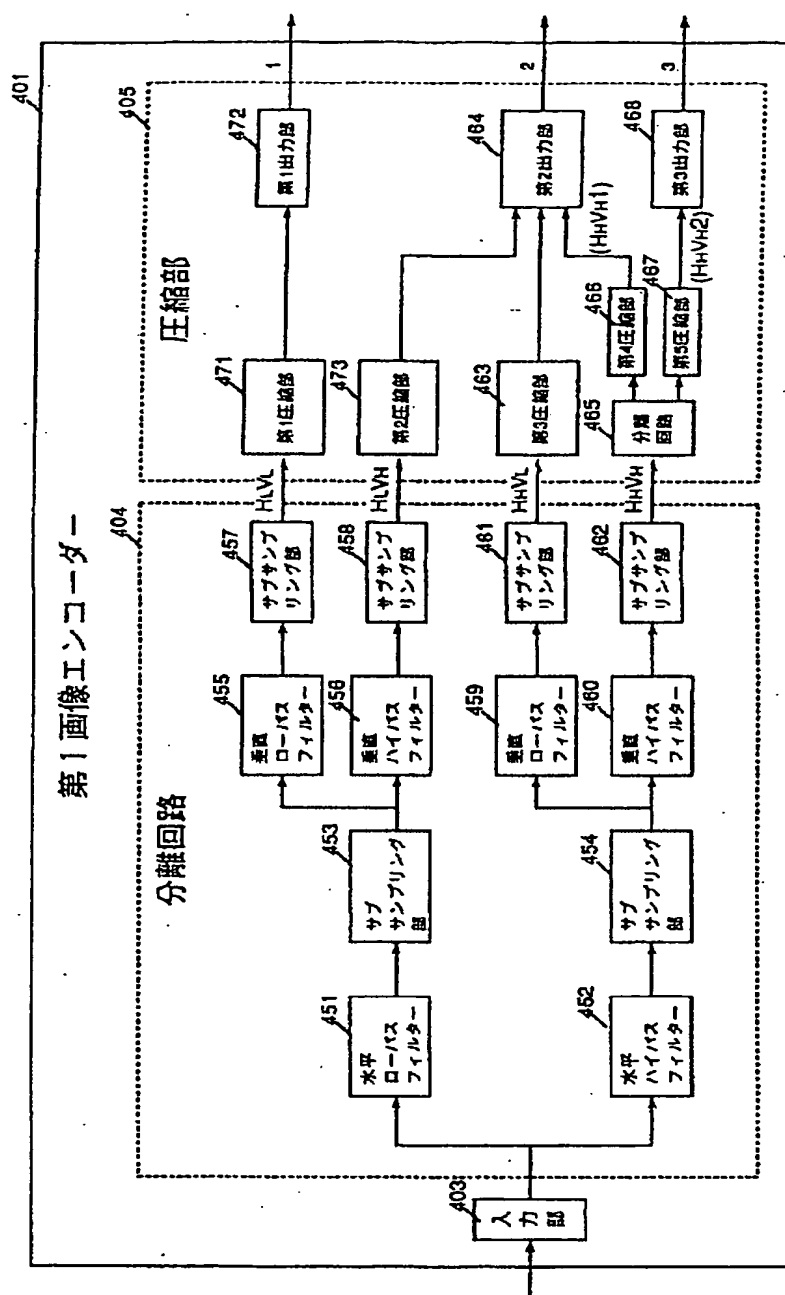 401
第1画像エンコーダー
404
分離回路
405
圧縮部
403
入力部
451
水平
ローパス
フィルター
452
水平
ハイパス
フィルター
453
サブ
サンプリング
部
454
サブ
サンプリング
部
455
垂直
ローパス
フィルター
456
垂直
ハイパス
フィルター
459
垂直
ローパス
フィルター
460
垂直
ハイパス
フィルター
457
サブサンプ
リング部
458
サブサンプ
リング部
461
サブサンプ
リング部
462
サブサンプ
リング部
HLVL
HLVH
HHVL
HHVH
471
第1圧縮部
473
第2圧縮部
463
第3圧縮部
465
分離
回路
466
第4圧縮部
467
第5圧縮部
(HHVH1)
(HHVH2)
472
第1出力部
464
第2出力部
468
第3出力部
1
2
3